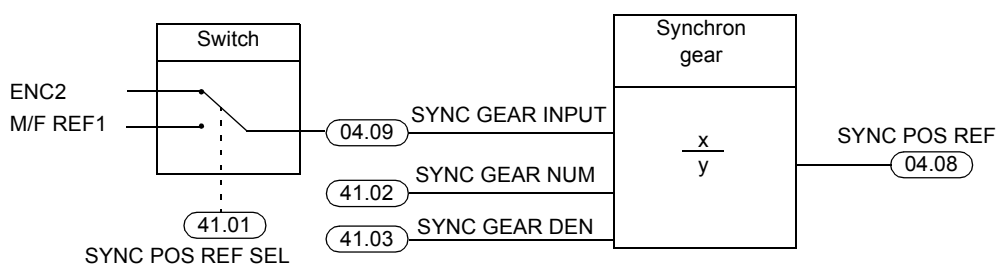 Switch
ENC2
M/F REF1
04.09
41.01
SYNC POS REF SEL
Synchron
gear
SYNC GEAR INPUT
41.02
SYNC GEAR NUM
41.03
SYNC GEAR DEN
x
y
SYNC POS REF
04.08